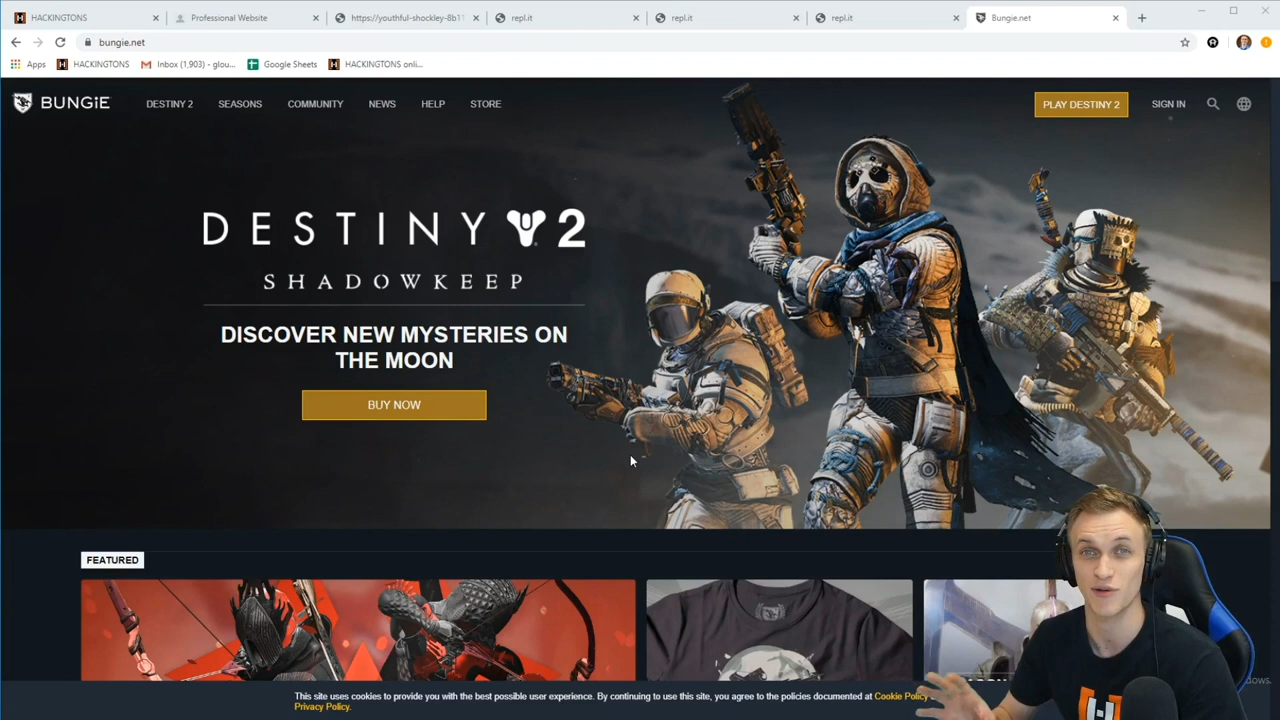 HACKINGTONS
Professional Website
https://youthful-shockley-8b11
repl.it
repl.it
repl.it
Bungie.net
bungie.net
Apps
HACKINGTONS
Inbox (1,903) - glou...
Google Sheets
HACKINGTONS onli...
BUNGiE
DESTINY 2
SEASONS
COMMUNITY
NEWS
HELP
STORE
PLAY DESTINY 2
SIGN IN
DESTINY 2
SHADOWKEEP
DISCOVER NEW MYSTERIES ON
THE MOON
BUY NOW
FEATURED
This site uses cookies to provide you with the best possible user experience. By continuing to use this site, you agree to the policies documented at Cookie Policy
Privacy Policy.